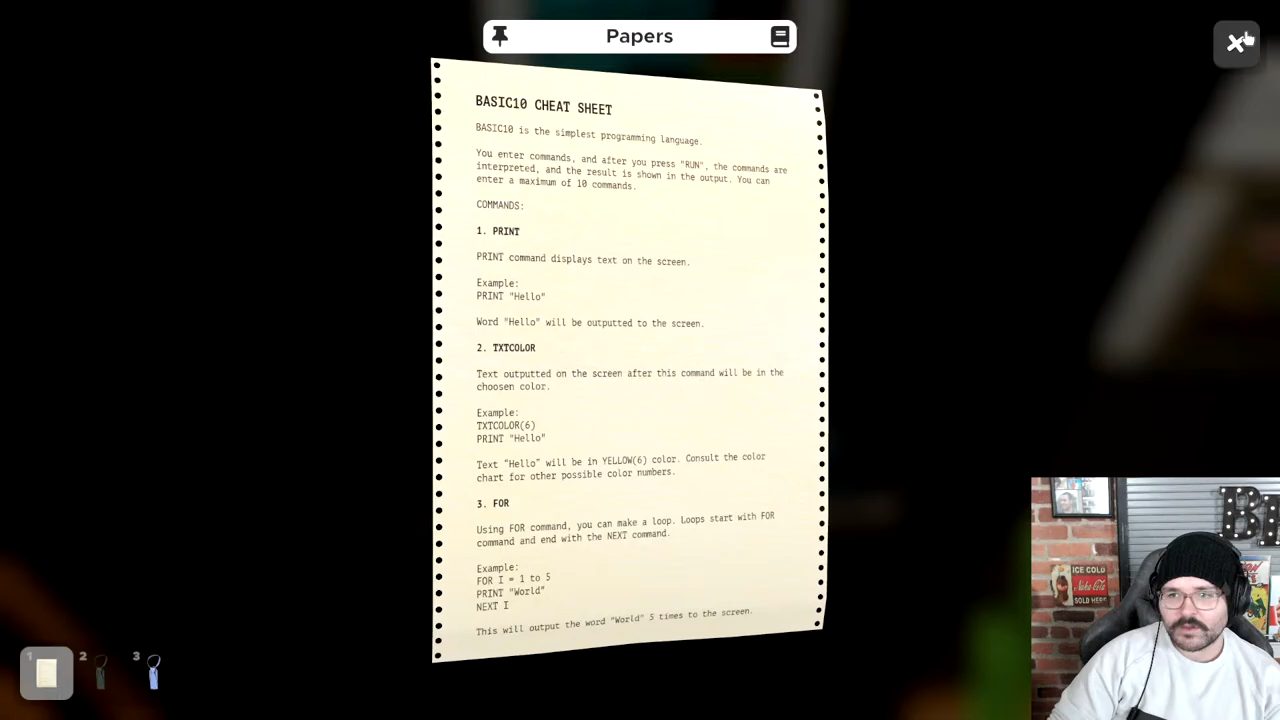 Papers
BASIC10 CHEAT SHEET
BASIC10 is the simplest programming language.
You enter commands, and after you press "RUN", the commands are
interpreted, and the result is shown in the output. You can
enter a maximum of 10 commands.
COMMANDS:
1. PRINT
PRINT command displays text on the screen.
Example:
PRINT "Hello"
Word "Hello" will be outputted to the screen.
2. TXTCOLOR
Text outputted on the screen after this command will be in the
choosen color.
Example:
TXTCOLOR(6)
PRINT "Hello"
Text "Hello" will be in YELLOW(6) color. Consult the color
chart for other possible color numbers.
3. FOR
Using FOR command, you can make a loop. Loops start with FOR
command and end with the NEXT command.
Example:
FOR I = 1 to 5
PRINT "World"
NEXT I
This will output the word "World" 5 times to the screen.
1 2 3
ICE COLD
SOLD HERE